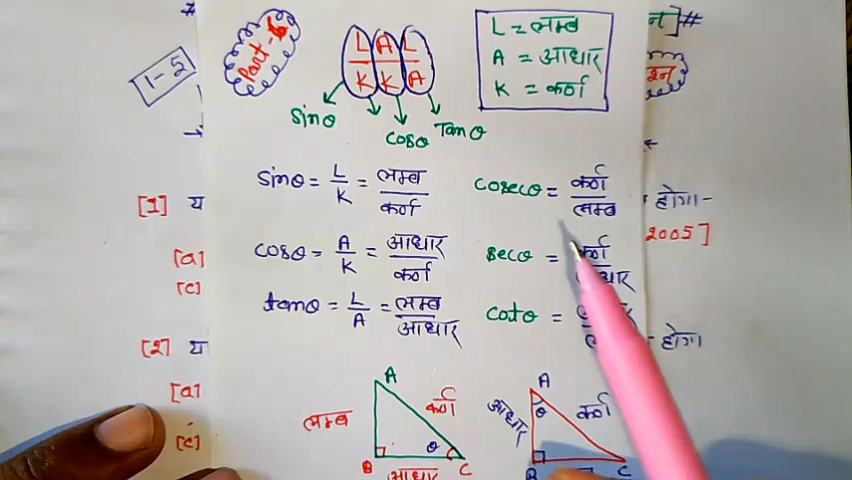 #
न]#
Part-6
L A L
K K A
L = लम्ब
A = आधार
K = कर्ण
1-5
श्न
sinθ
cosθ
Tanθ
sinθ = L/K = लम्ब/कर्ण
cosecθ = कर्ण/लम्ब
[1] य
होगा-
2005]
cosθ = A/K = आधार/कर्ण
secθ = कर्ण/
[a]
[c]
tanθ = L/A = लम्ब/आधार
cotθ =
[2] य
होगा
[a]
[c]
A
लम्ब
कर्ण
θ
B
C
आधार
A
θ
आधार
कर्ण
B
C